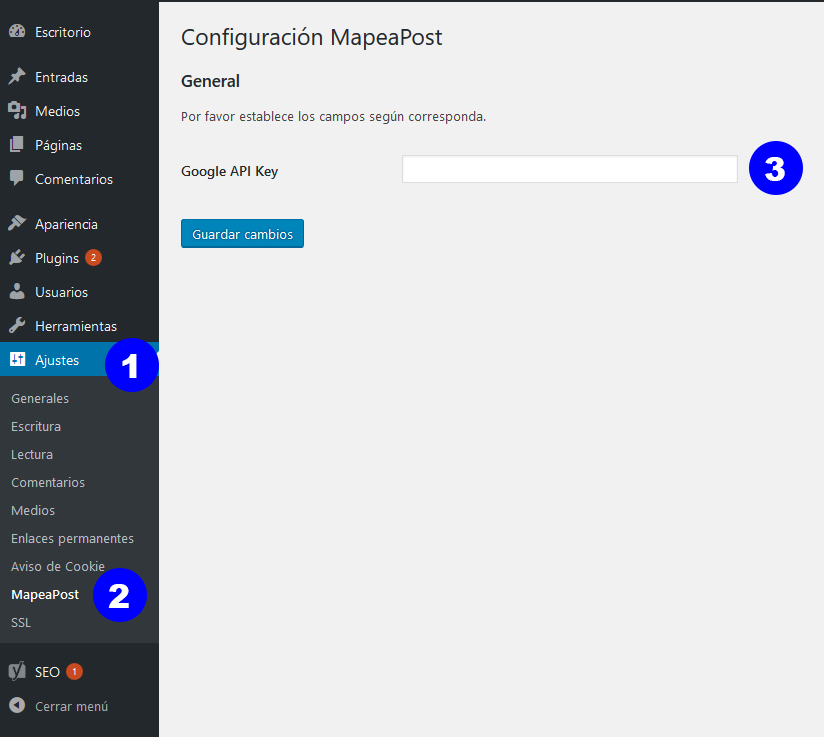 Escritorio
Entradas
Medios
Páginas
Comentarios
Apariencia
Plugins 2
Usuarios
Herramientas
Ajustes 1
Generales
Escritura
Lectura
Comentarios
Medios
Enlaces permanentes
Aviso de Cookie
MapeaPost 2
SSL
SEO 1
Cerrar menú
Configuración MapeaPost
General
Por favor establece los campos según corresponda.
Google API Key 3
Guardar cambios